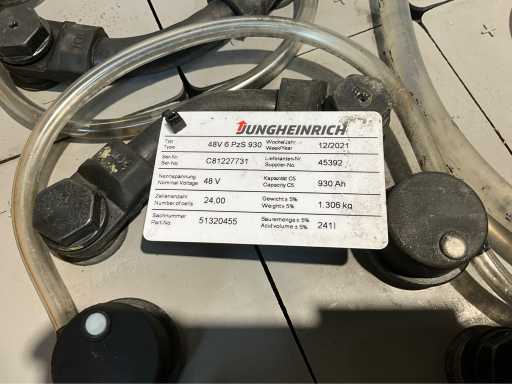 JUNGHEINRICH
Typ
Type
48V 6 PzS 930
Woche/Jahr
Week/Year
12/2021
Serien-Nr.
Serial-No.
C81227731
Lieferanten-Nr.
Supplier-No.
45392
Nennspannung
Nominal Voltage
48 V
Kapazität C5
Capacity C5
930 Ah
Zellenanzahl
Number of cells
24,00
Gewicht ± 5%
Weight ± 5%
1.306 kg
Sachnummer
Part-No.
51320455
Säuremenge ± 5%
Acid volume ± 5%
241 l